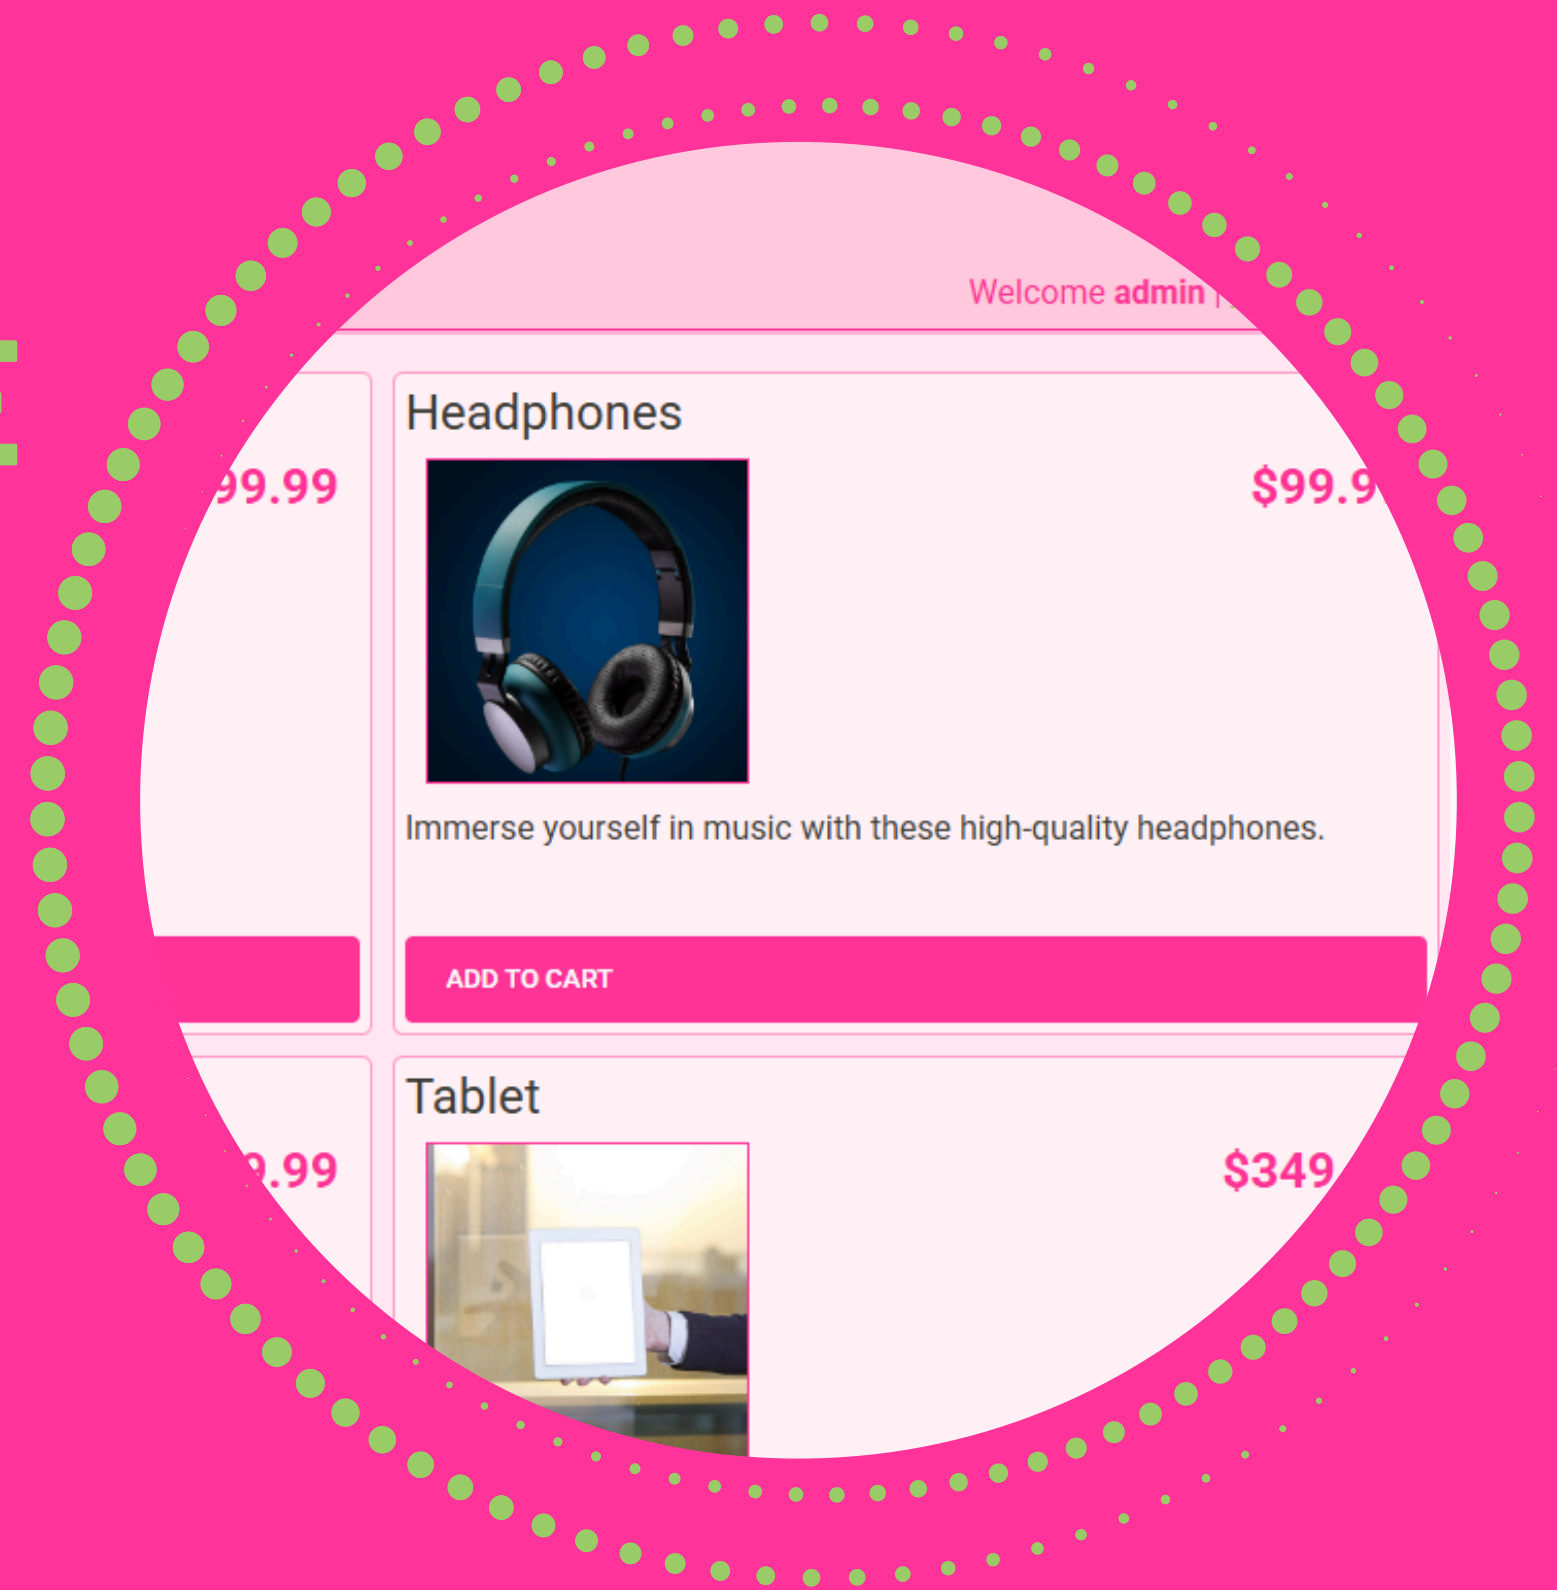 Welcome admin |
Headphones
99.99
$99.9
Immerse yourself in music with these high-quality headphones.
ADD TO CART
Tablet
9.99
$349